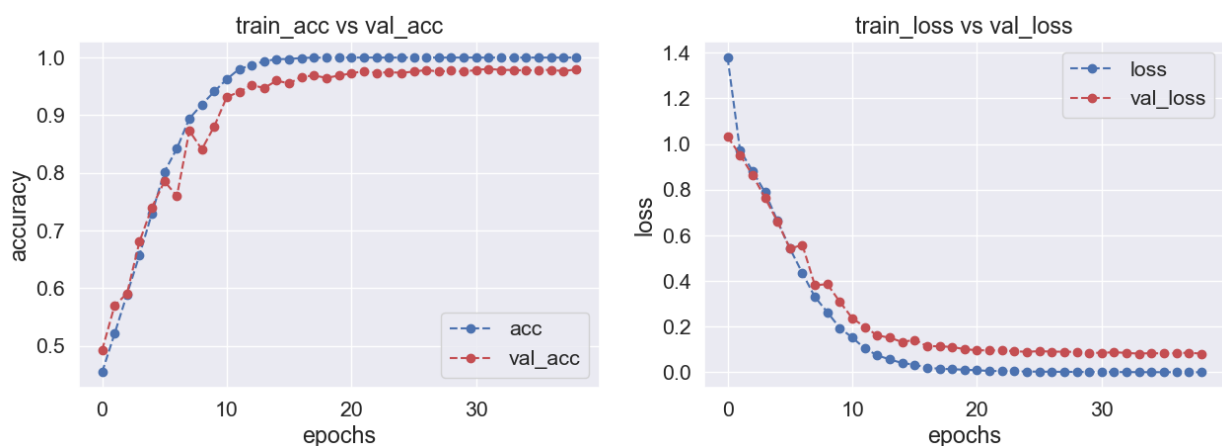 train_acc vs val_acc
1.0
0.9
0.8
0.7
0.6
0.5
accuracy
acc
val_acc
0
10
20
30
epochs
train_loss vs val_loss
1.4
1.2
1.0
0.8
0.6
0.4
0.2
0.0
loss
loss
val_loss
0
10
20
30
epochs